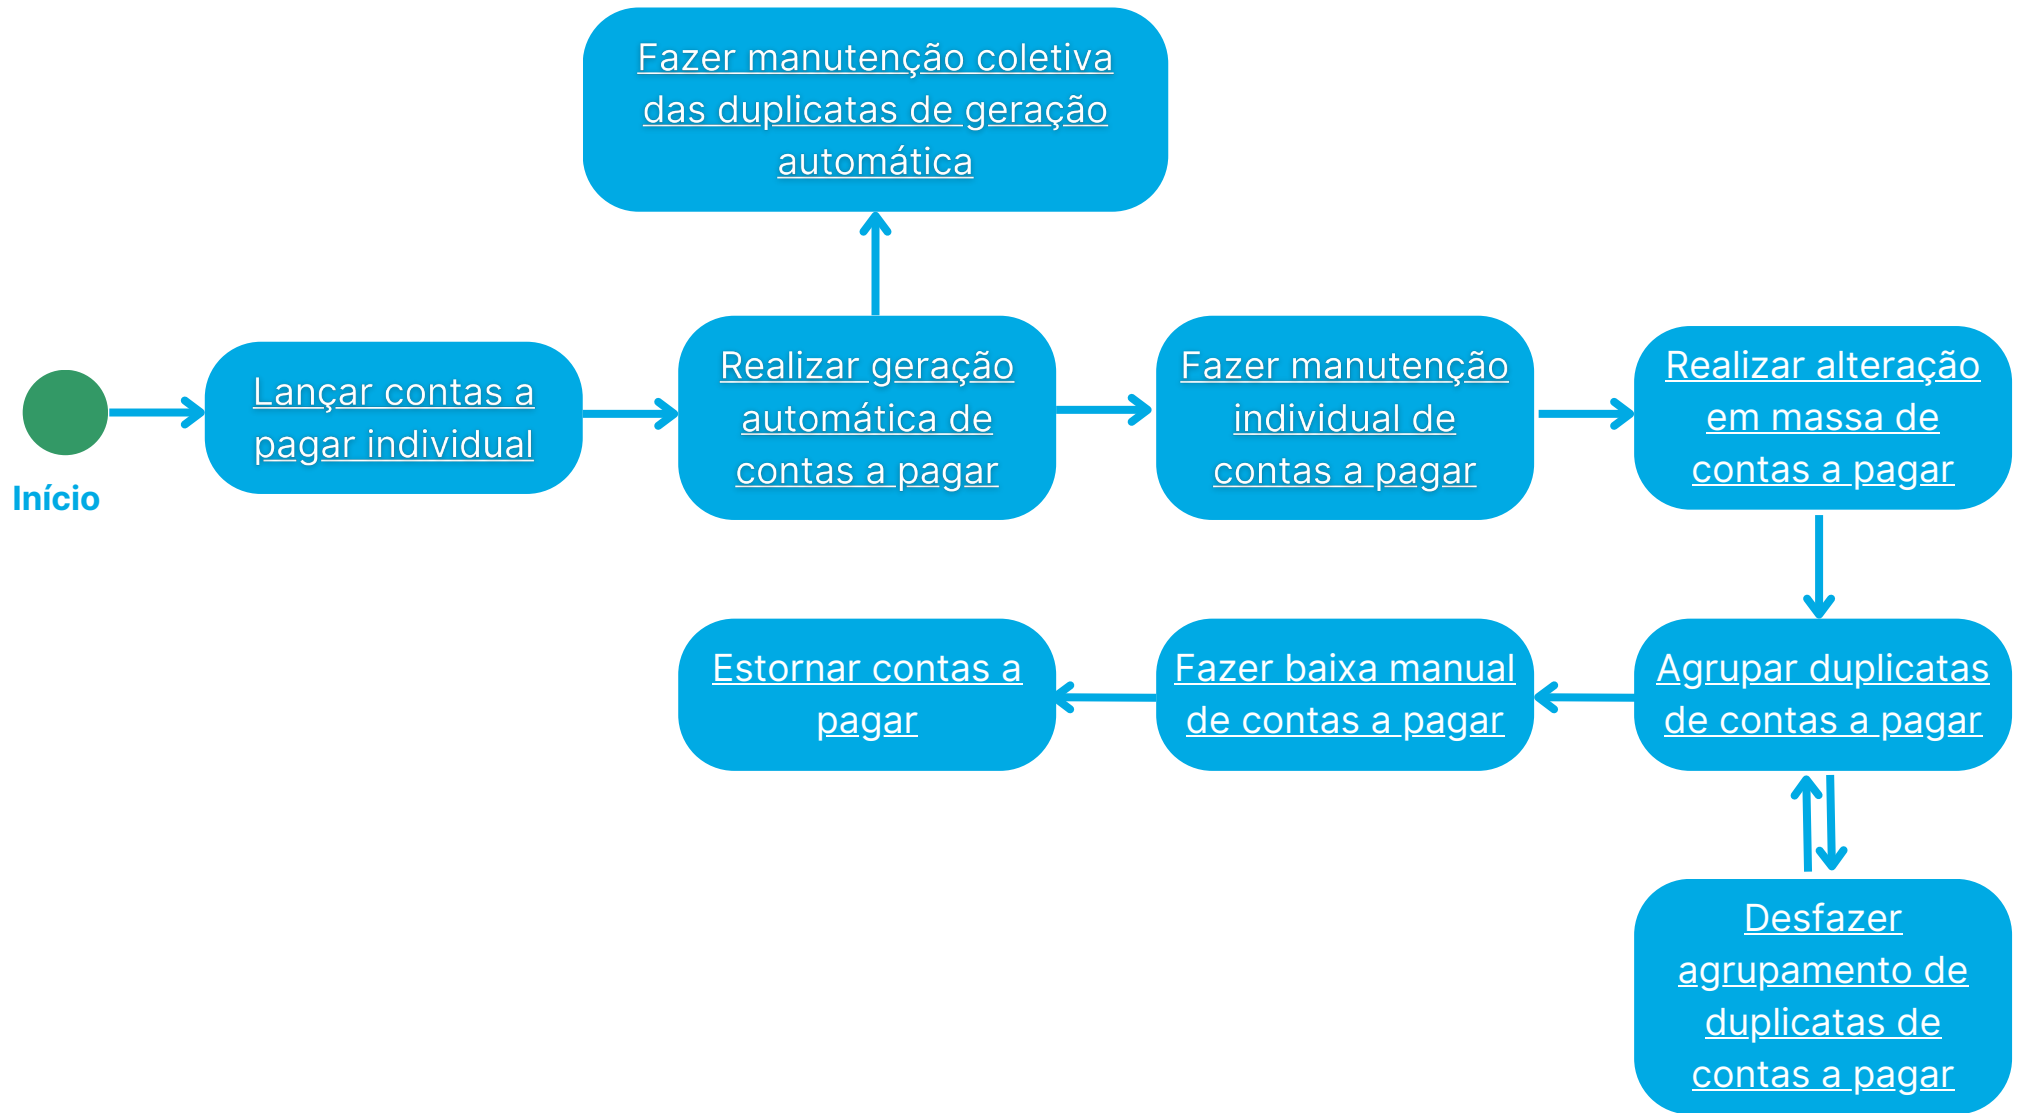 Fazer manutenção coletiva
das duplicatas de geração
automática
Início
Lançar contas a
pagar individual
Realizar geração
automática de
contas a pagar
Fazer manutenção
individual de
contas a pagar
Realizar alteração
em massa de
contas a pagar
Estornar contas a
pagar
Fazer baixa manual
de contas a pagar
Agrupar duplicatas
de contas a pagar
Desfazer
agrupamento de
duplicatas de
contas a pagar